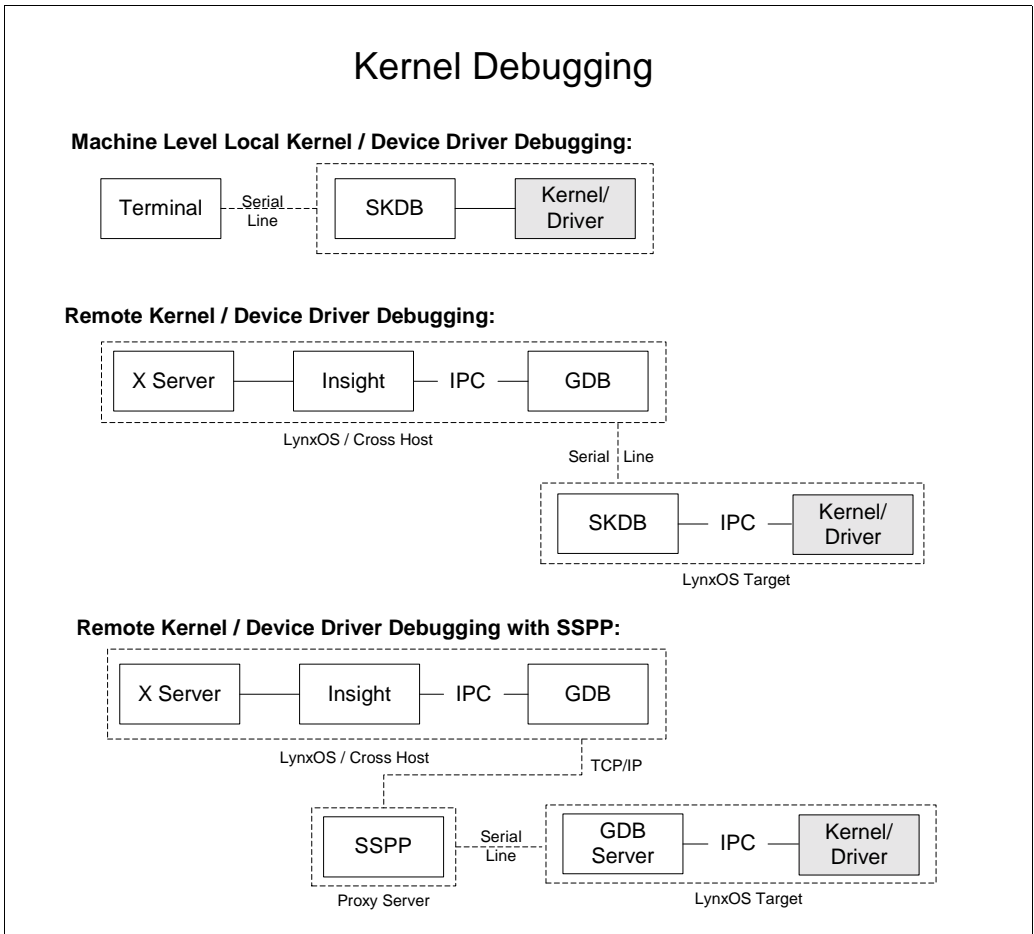 Kernel Debugging
Machine Level Local Kernel / Device Driver Debugging:
Terminal
Serial
Line
SKDB
Kernel/
Driver
Remote Kernel / Device Driver Debugging:
X Server
Insight
IPC
GDB
LynxOS / Cross Host
Serial
Line
SKDB
IPC
Kernel/
Driver
LynxOS Target
Remote Kernel / Device Driver Debugging with SSPP:
X Server
Insight
IPC
GDB
LynxOS / Cross Host
TCP/IP
SSPP
Proxy Server
Serial
Line
GDB
Server
IPC
Kernel/
Driver
LynxOS Target